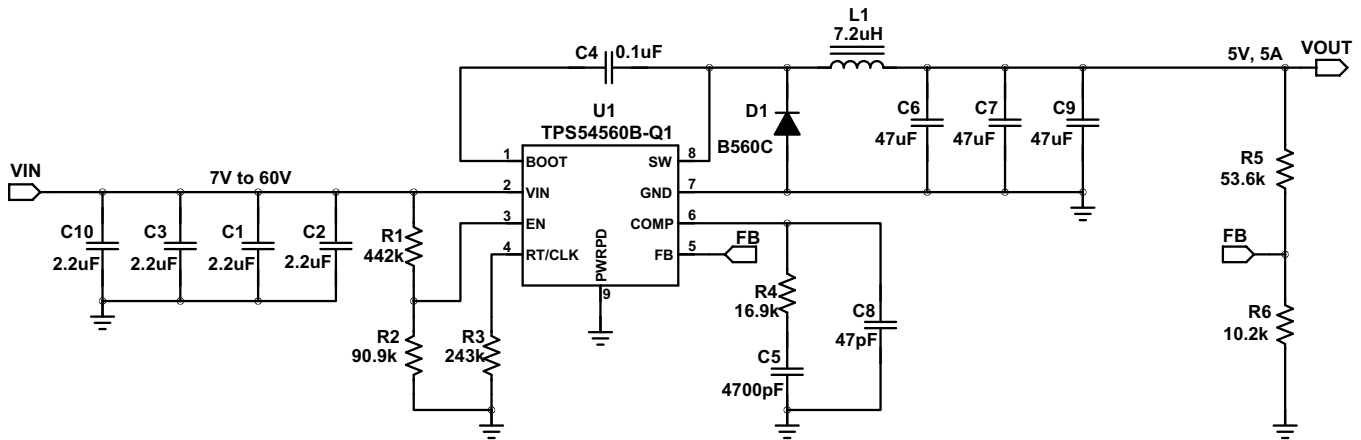 L1
7.2uH
C4
0.1uF
5V, 5A
VOUT
U1
TPS54560B-Q1
D1
B560C
C6
47uF
C7
47uF
C9
47uF
R5
53.6k
VIN
7V to 60V
1
BOOT
SW
8
2
VIN
GND
7
3
EN
COMP
6
4
RT/CLK
FB
5
PWRPD
9
FB
FB
C10
2.2uF
C3
2.2uF
C1
2.2uF
C2
2.2uF
R1
442k
R2
90.9k
R3
243k
R4
16.9k
C5
4700pF
C8
47pF
R6
10.2k